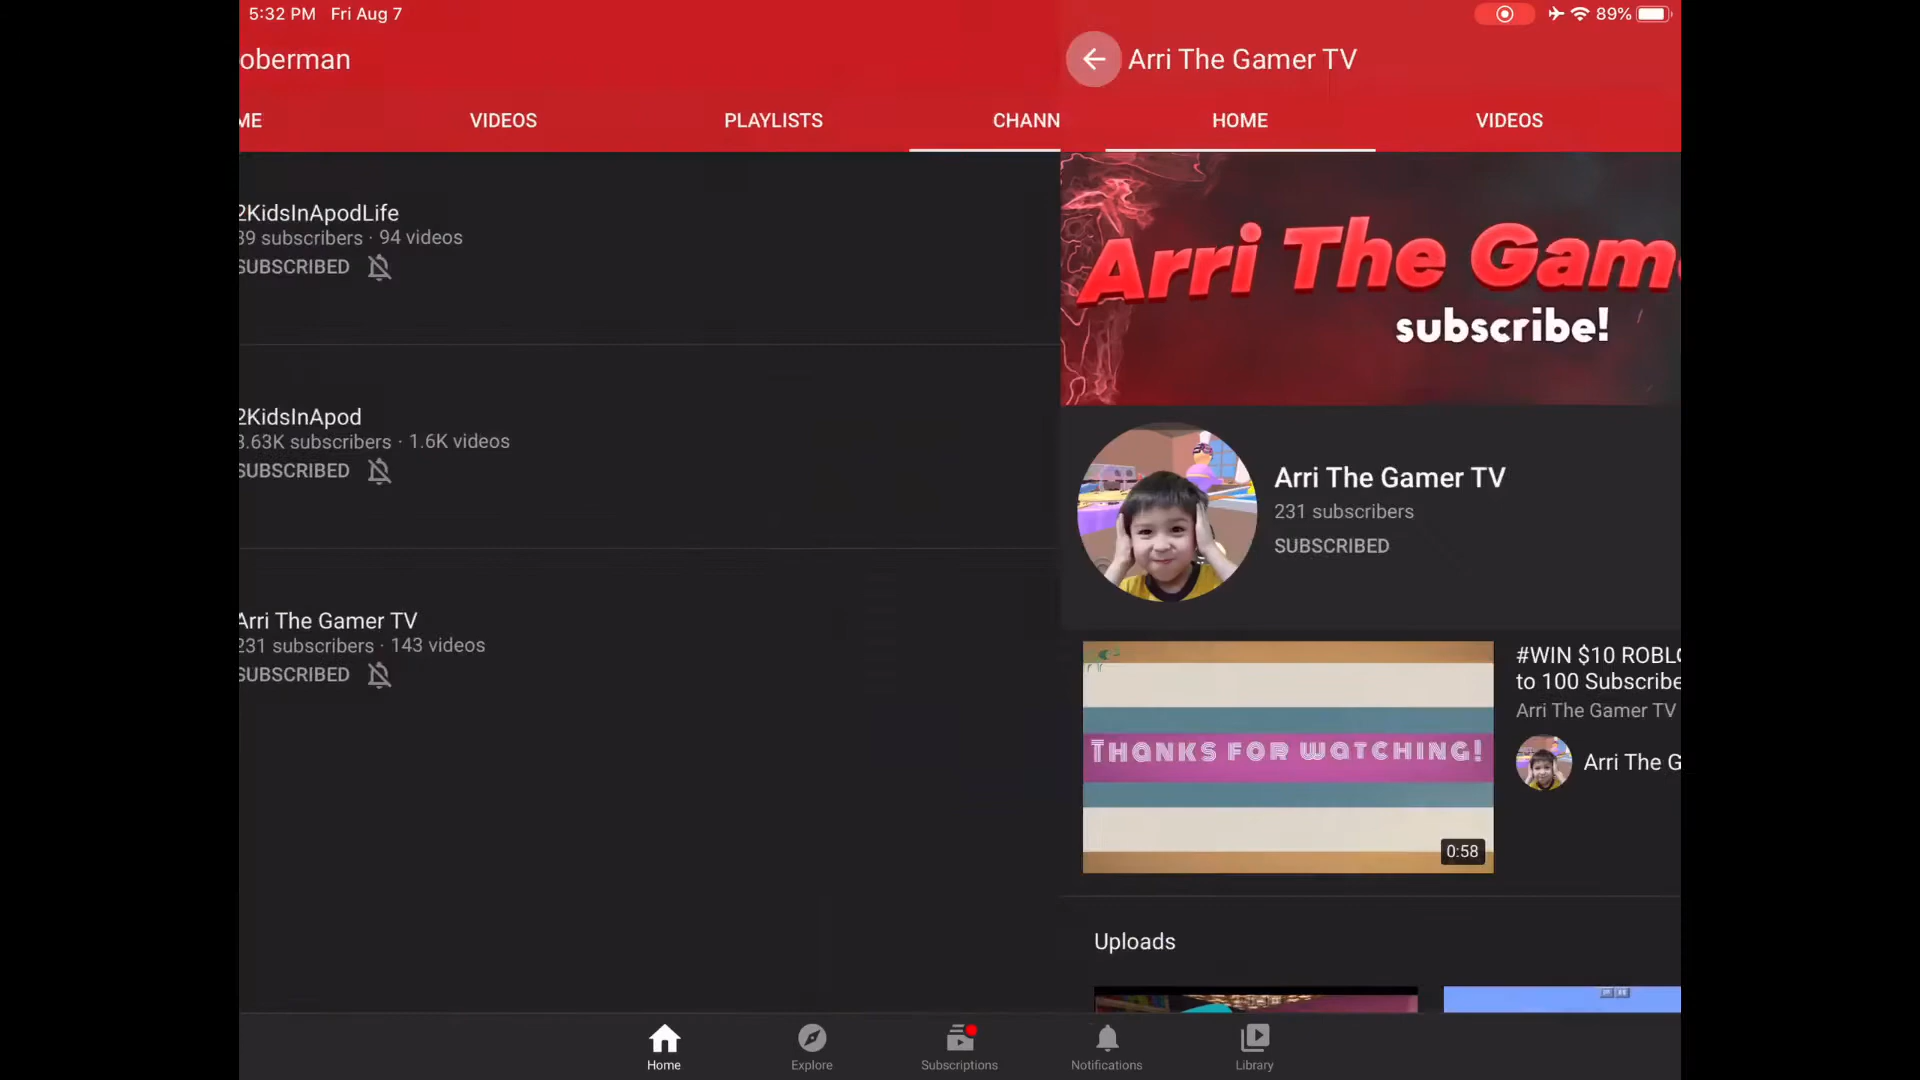 5:32 PM Fri Aug 7
89%
oberman
ME VIDEOS PLAYLISTS CHANN
2KidsInApodLife
39 subscribers · 94 videos
SUBSCRIBED
2KidsInApod
3.63K subscribers · 1.6K videos
SUBSCRIBED
Arri The Gamer TV
231 subscribers · 143 videos
SUBSCRIBED
Arri The Gamer TV
HOME VIDEOS
Arri The Gam
subscribe!
Arri The Gamer TV
231 subscribers
SUBSCRIBED
THANKS FOR WATCHING!
0:58
#WIN $10 ROBL
to 100 Subscribe
Arri The Gamer TV
Arri The G
Uploads
Home Explore Subscriptions Notifications Library